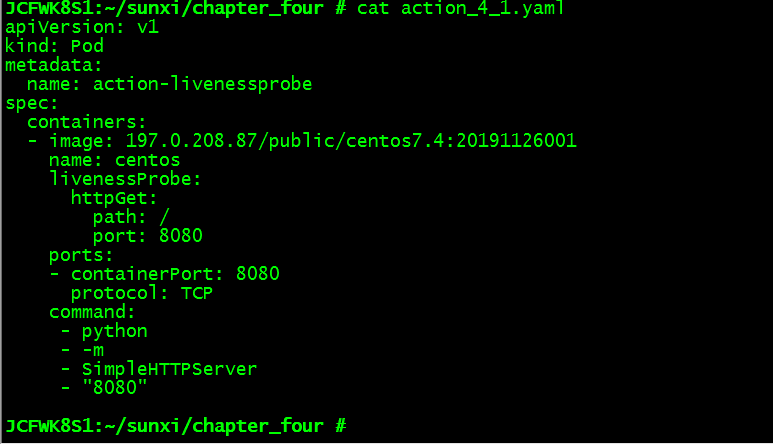 JCFWK8S1:~/sunxi/chapter_four # cat action_4_1.yaml
apiVersion: v1
kind: Pod
metadata:
  name: action-livenessprobe
spec:
  containers:
  - image: 197.0.208.87/public/centos7.4:20191126001
    name: centos
    livenessProbe:
      httpGet:
        path: /
        port: 8080
    ports:
    - containerPort: 8080
      protocol: TCP
    command:
     - python
     - -m
     - SimpleHTTPServer
     - "8080"
JCFWK8S1:~/sunxi/chapter_four #